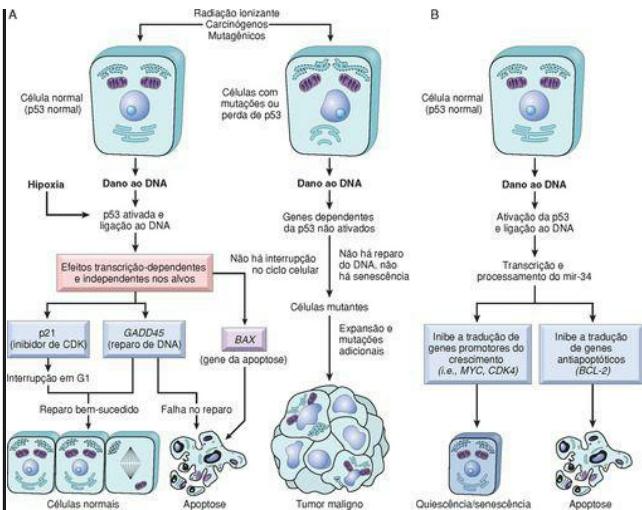 A
Radiação ionizante
Carcinógenos
Mutagênicos
Célula normal
(p53 normal)
Células com
mutações ou
perda de p53
Dano ao DNA
Dano ao DNA
Hipoxia
p53 ativada e
ligação ao DNA
Genes dependentes
da p53 não ativados
Efeitos transcrição-dependentes
e independentes nos alvos
Não há interrupção
no ciclo celular
Não há reparo
do DNA, não
há senescência
p21
(inibidor de CDK)
GADD45
(reparo de DNA)
BAX
(gene da apoptose)
Células mutantes
Expansão e
mutações
adicionais
Interrupção em G1
Reparo bem-sucedido
Falha no reparo
Células normais
Apoptose
Tumor maligno
B
Célula normal
(p53 normal)
Dano ao DNA
Ativação da p53
e ligação ao DNA
Transcrição e
processamento do mir-34
Inibe a tradução de
genes promotores do
crescimento
(i.e., MYC, CDK4)
Inibe a tradução
de genes
antiapoptóticos
(BCL-2)
Quiescência/senescência
Apoptose